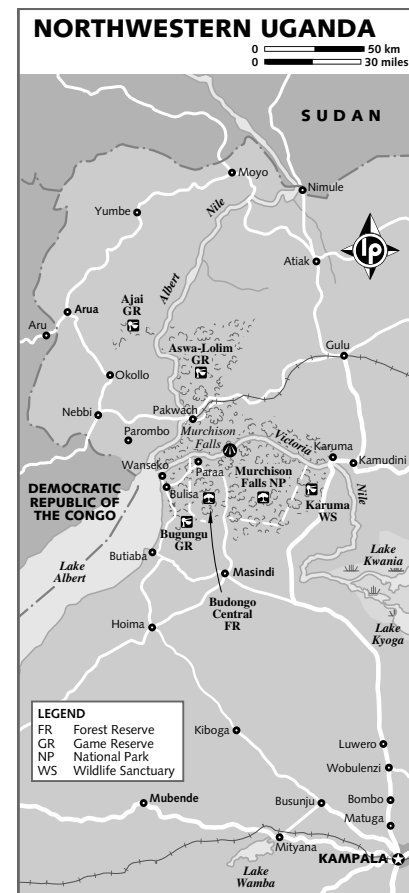 NORTHWESTERN UGANDA
0 50 km
0 30 miles
SUDAN
Moyo
Nimule
Nile
Yumbe
lp
Albert
Atiak
Ajai
GR
Arua
Aru
Aswa-Lolim
GR
Gulu
Okollo
Nebbi
Pakwach
Parombo
Murchison
Falls
Victoria
Karuma
Wanseko
Paraa
Kamudini
Murchison
Falls NP
DEMOCRATIC
REPUBLIC OF
THE CONGO
Bulisa
Karuma
WS
Nile
Bugungu
GR
Lake
Kwania
Butiaba
Lake
Albert
Masindi
Budongo
Central
FR
Lake
Kyoga
Hoima
LEGEND
FR Forest Reserve
GR Game Reserve
NP National Park
WS Wildlife Sanctuary
Kiboga
Luwero
Wobulenzi
Mubende
Busunju
Bombo
Matuga
Mityana
KAMPALA
Lake
Wamba